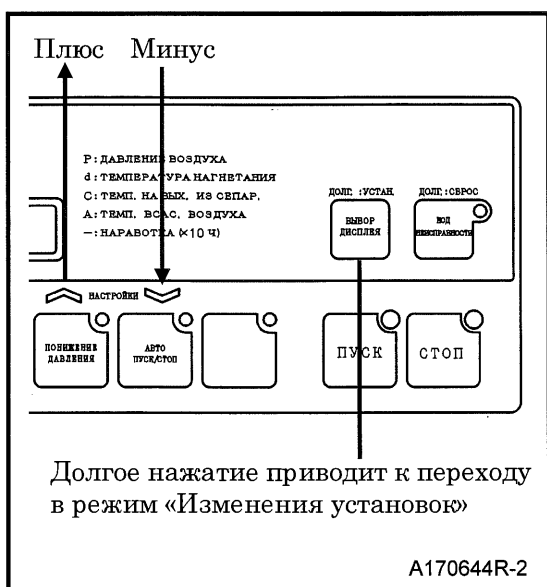 Плюс Минус
P: ДАВЛЕНИЕ ВОЗДУХА
d: ТЕМПЕРАТУРА НАГНЕТАНИЯ
C: ТЕМП. НА ВЫХ. ИЗ СЕПАР.
A: ТЕМП. ВСАС. ВОЗДУХА
–: НАРАБОТКА (×10 Ч)
ДОЛГ. :УСТАН. ДОЛГ. :СБРОС
ВЫБОР
ДИСПЛЕЯ
КОД
НЕИСПРАВНОСТИ
НАСТРОЙКИ
ПОНИЖЕНИЕ
ДАВЛЕНИЯ
АВТО
ПУСК/СТОП
ПУСК
СТОП
Долгое нажатие приводит к переходу
в режим «Изменения установок»
A170644R-2